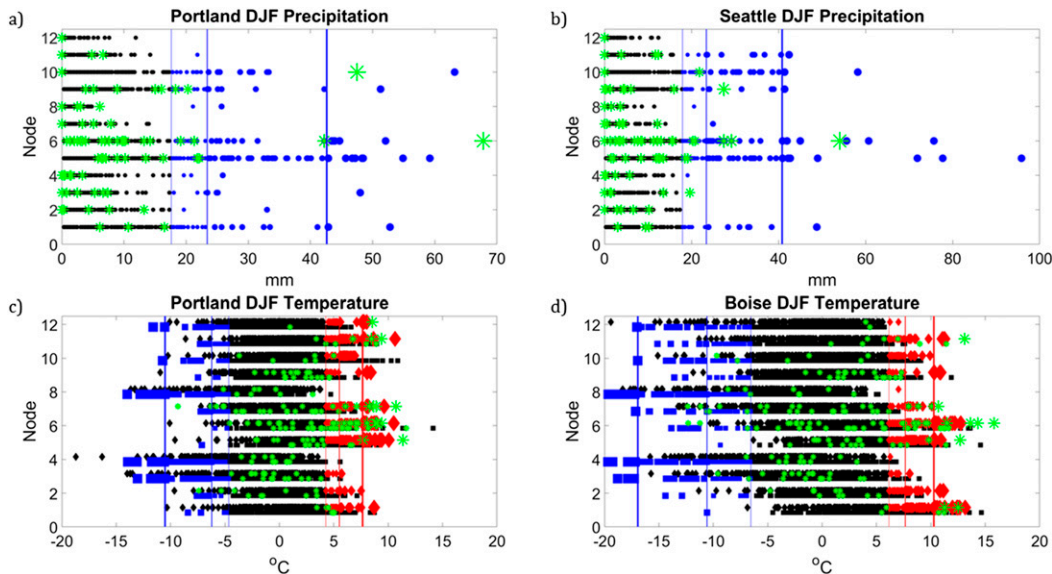 a)
Portland DJF Precipitation
12
10
8
6
4
2
0
Node
0 10 20 30 40 50 60 70
mm
b)
Seattle DJF Precipitation
12
10
8
6
4
2
0
Node
0 20 40 60 80 100
mm
c)
Portland DJF Temperature
12
10
8
6
4
2
0
Node
-20 -15 -10 -5 0 5 10 15 20
°C
d)
Boise DJF Temperature
12
10
8
6
4
2
0
Node
-20 -15 -10 -5 0 5 10 15 20
°C